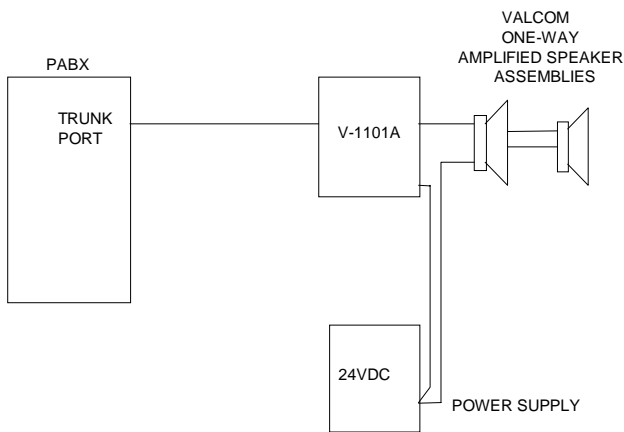 VALCOM
ONE-WAY
AMPLIFIED SPEAKER
ASSEMBLIES
PABX
TRUNK
PORT
V-1101A
24VDC
POWER SUPPLY